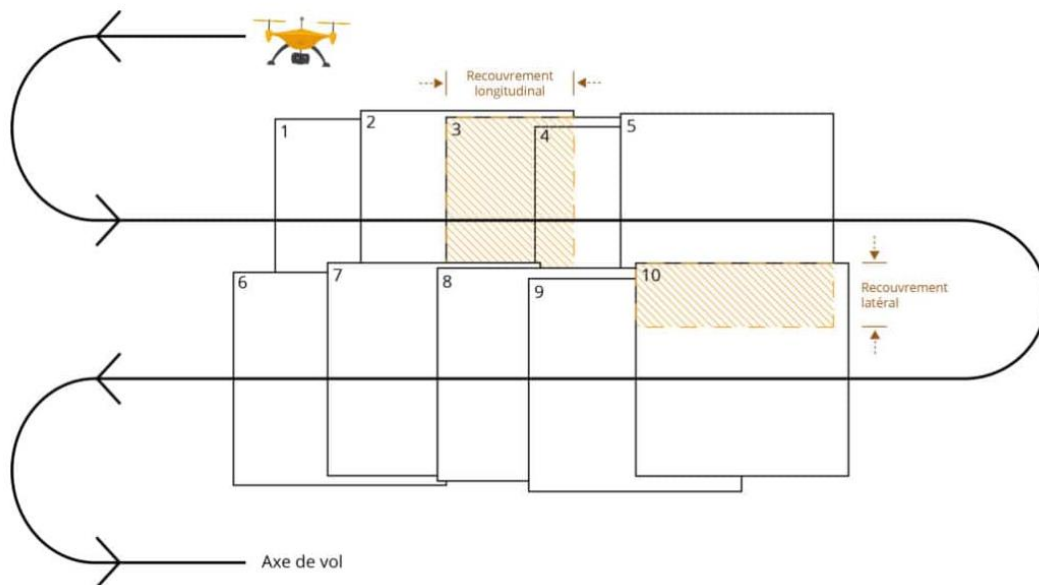 Recouvrement
longitudinal
1
2
3
4
5
6
7
8
9
10
Recouvrement
latéral
Axe de vol